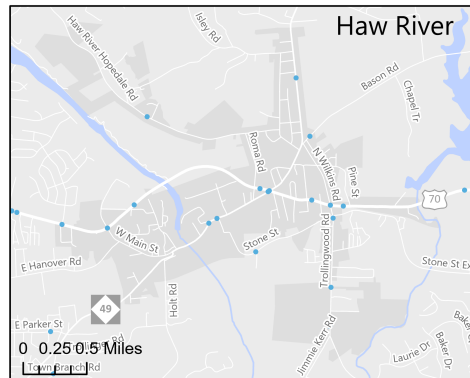 Haw River
Isley Rd
Haw River Hopedale Rd
Bason Rd
Chapel Tr
Roma Rd
N Wilkins Rd
Pine St
70
W Main St
Stone St
Trollingwood Rd
E Hanover Rd
Stone St Ex
Holt Rd
49
E Parker St
Jimmie Kerr Rd
Laurie Dr
Baker Dr
Baker
0 0.25 0.5 Miles
Town Branch Rd